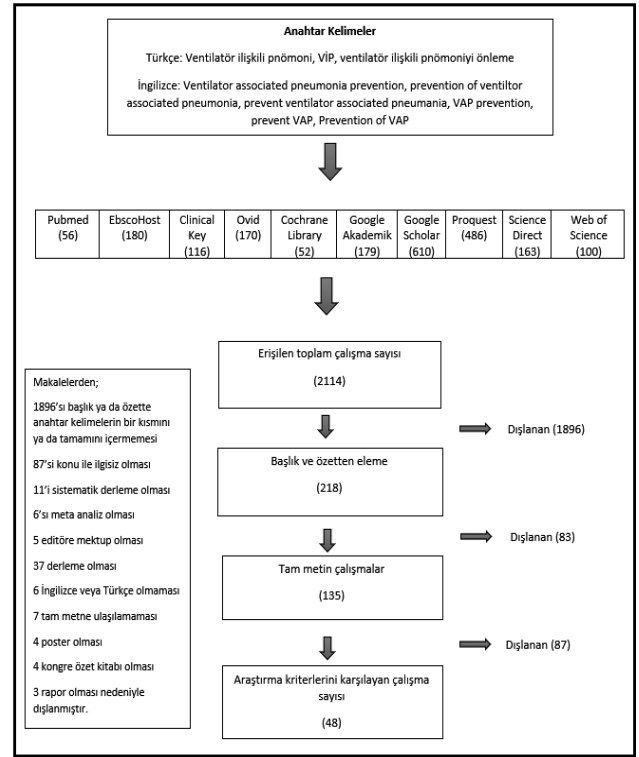 Anahtar Kelimeler
Türkçe: Ventilatör ilişkili pnömoni, VİP, ventilatör ilişkili pnömoniyi önleme
İngilizce: Ventilator associated pneumonia prevention, prevention of ventiltor
associated pneumonia, prevent ventilator associated pneumania, VAP prevention,
prevent VAP, Prevention of VAP
Pubmed
(56)
EbscoHost
(180)
Clinical
Key
(116)
Ovid
(170)
Cochrane
Library
(52)
Google
Akademik
(179)
Google
Scholar
(610)
Proquest
(486)
Science
Direct
(163)
Web of
Science
(100)
Erişilen toplam çalışma sayısı
(2114)
Dışlanan (1896)
Başlık ve özetten eleme
(218)
Dışlanan (83)
Tam metin çalışmalar
(135)
Dışlanan (87)
Araştırma kriterlerini karşılayan çalışma
sayısı
(48)
Makalelerden;
1896'sı başlık ya da özette
anahtar kelimelerin bir kısmını
ya da tamamını içermemesi
87'si konu ile ilgisiz olması
11'i sistematik derleme olması
6'sı meta analiz olması
5 editöre mektup olması
37 derleme olması
6 İngilizce veya Türkçe olmaması
7 tam metne ulaşılamaması
4 poster olması
4 kongre özet kitabı olması
3 rapor olması nedeniyle
dışlanmıştır.